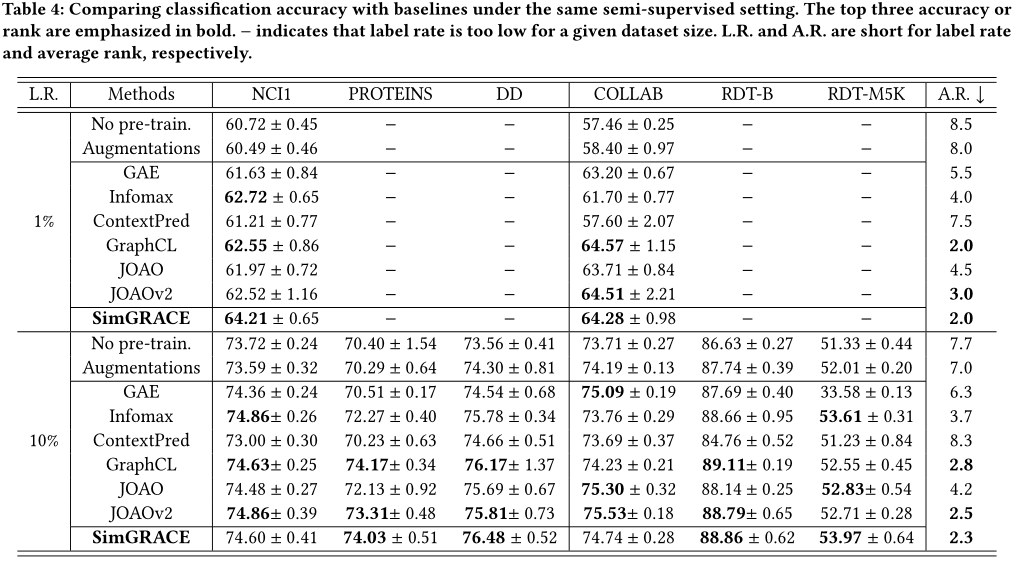 Table 4: Comparing classification accuracy with baselines under the same semi-supervised setting. The top three accuracy or
rank are emphasized in bold. – indicates that label rate is too low for a given dataset size. L.R. and A.R. are short for label rate
and average rank, respectively.
L.R. Methods NCI1 PROTEINS DD COLLAB RDT-B RDT-M5K A.R. ↓
No pre-train. 60.72 ± 0.45 – – 57.46 ± 0.25 – – 8.5
Augmentations 60.49 ± 0.46 – – 58.40 ± 0.97 – – 8.0
GAE 61.63 ± 0.84 – – 63.20 ± 0.67 – – 5.5
Infomax 62.72 ± 0.65 – – 61.70 ± 0.77 – – 4.0
1% ContextPred 61.21 ± 0.77 – – 57.60 ± 2.07 – – 7.5
GraphCL 62.55 ± 0.86 – – 64.57 ± 1.15 – – 2.0
JOAO 61.97 ± 0.72 – – 63.71 ± 0.84 – – 4.5
JOAOv2 62.52 ± 1.16 – – 64.51 ± 2.21 – – 3.0
SimGRACE 64.21 ± 0.65 – – 64.28 ± 0.98 – – 2.0
No pre-train. 73.72 ± 0.24 70.40 ± 1.54 73.56 ± 0.41 73.71 ± 0.27 86.63 ± 0.27 51.33 ± 0.44 7.7
Augmentations 73.59 ± 0.32 70.29 ± 0.64 74.30 ± 0.81 74.19 ± 0.13 87.74 ± 0.39 52.01 ± 0.20 7.0
GAE 74.36 ± 0.24 70.51 ± 0.17 74.54 ± 0.68 75.09 ± 0.19 87.69 ± 0.40 33.58 ± 0.13 6.3
Infomax 74.86± 0.26 72.27 ± 0.40 75.78 ± 0.34 73.76 ± 0.29 88.66 ± 0.95 53.61 ± 0.31 3.7
10% ContextPred 73.00 ± 0.30 70.23 ± 0.63 74.66 ± 0.51 73.69 ± 0.37 84.76 ± 0.52 51.23 ± 0.84 8.3
GraphCL 74.63± 0.25 74.17± 0.34 76.17± 1.37 74.23 ± 0.21 89.11± 0.19 52.55 ± 0.45 2.8
JOAO 74.48 ± 0.27 72.13 ± 0.92 75.69 ± 0.67 75.30 ± 0.32 88.14 ± 0.25 52.83± 0.54 4.2
JOAOv2 74.86± 0.39 73.31± 0.48 75.81± 0.73 75.53± 0.18 88.79± 0.65 52.71 ± 0.28 2.5
SimGRACE 74.60 ± 0.41 74.03 ± 0.51 76.48 ± 0.52 74.74 ± 0.28 88.86 ± 0.62 53.97 ± 0.64 2.3